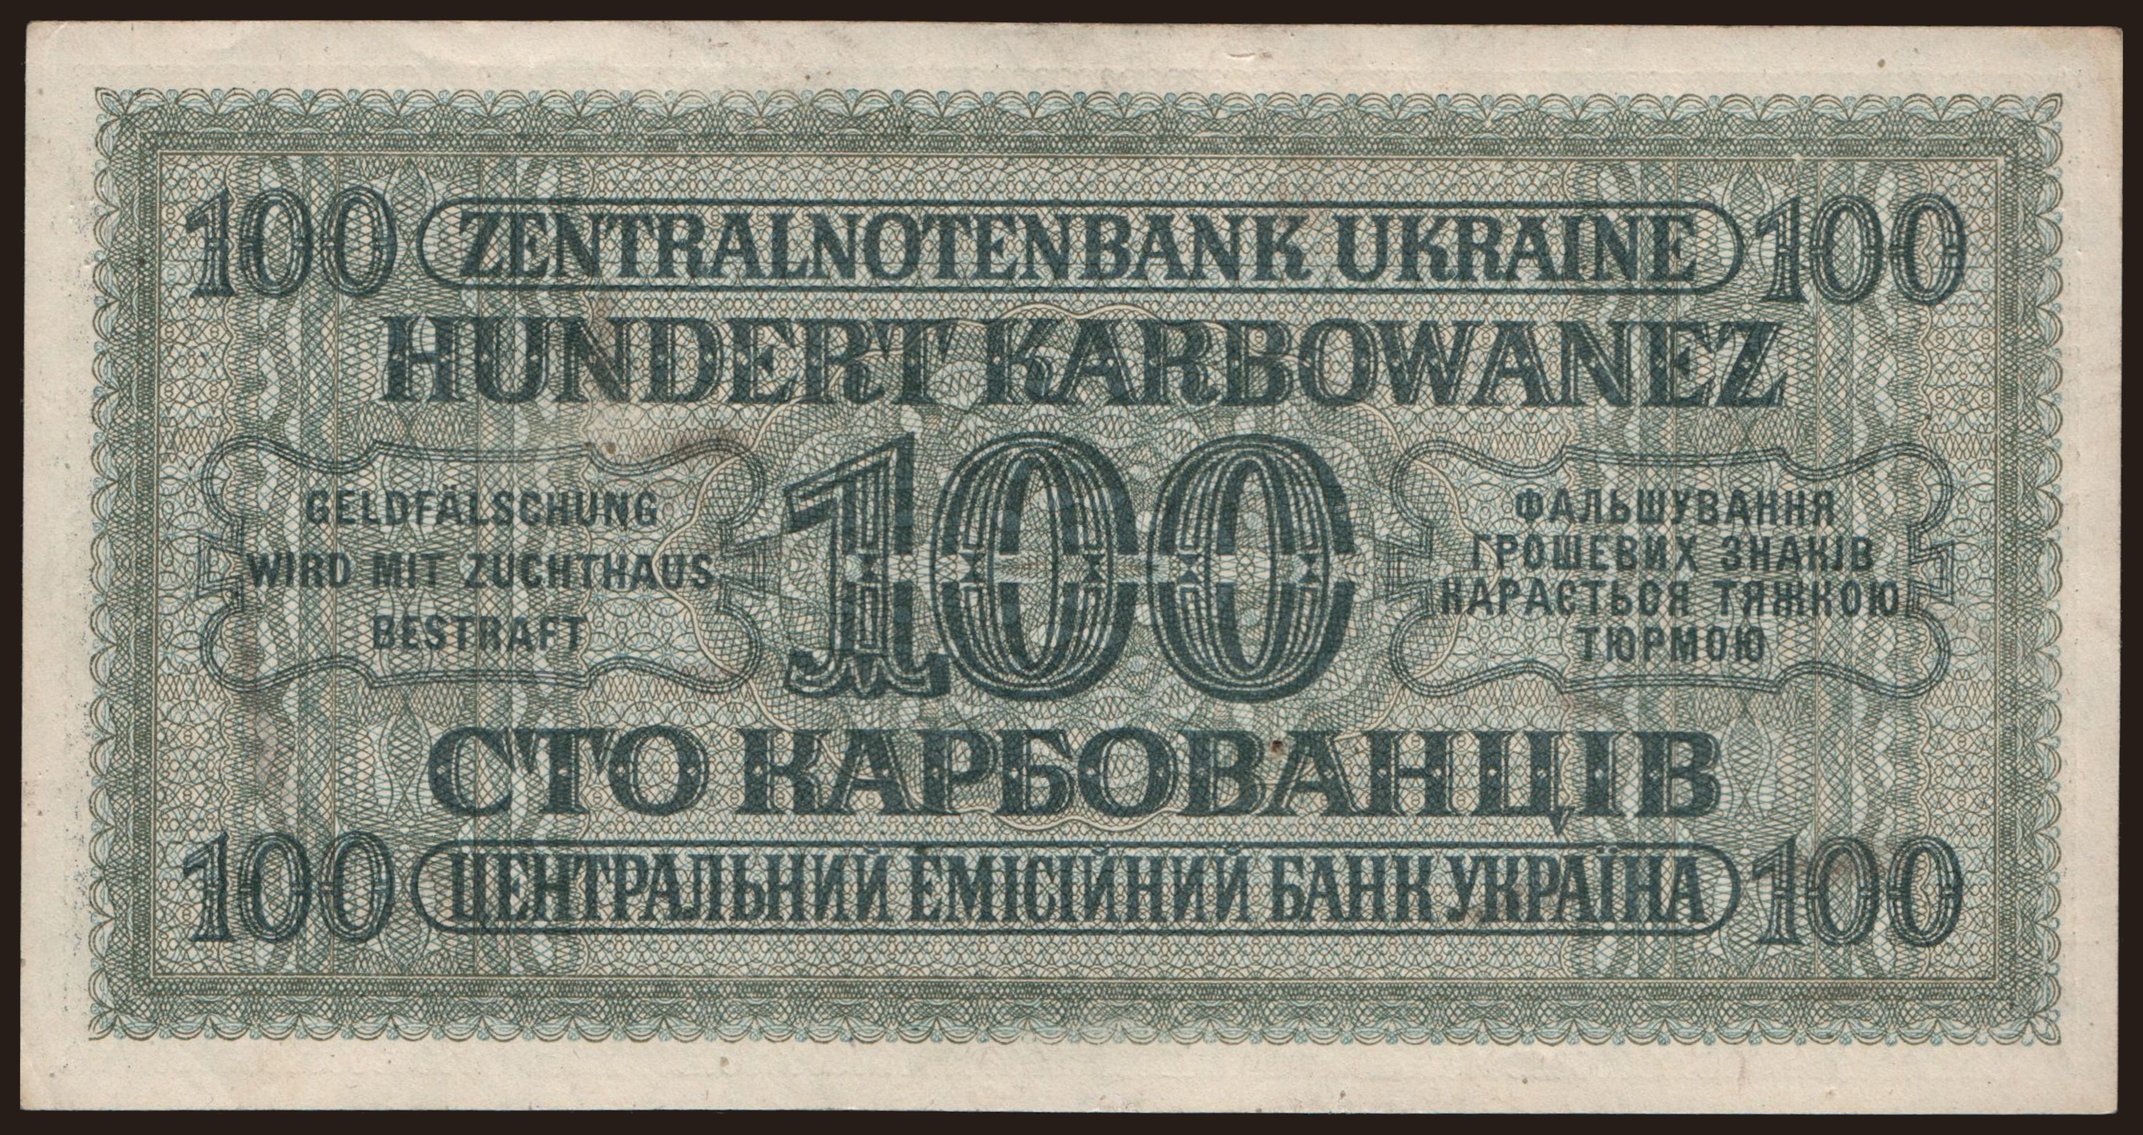 100 ZENTRALNOTENBANK UKRAINE 100
HUNDERT KARBOWANEZ
GELDFÄLSCHUNG
WIRD MIT ZUCHTHAUS
BESTRAFT
100
ФАЛЬШУВАННЯ
ГРОШЕВИХ ЗНАКІВ
КАРАЄТЬСЯ ТЯЖКОЮ
ТЮРМОЮ
СТО КАРБОВАНЦІВ
100 ЦЕНТРАЛЬНИЙ ЕМІСІЙНИЙ БАНК УКРАЇНА 100